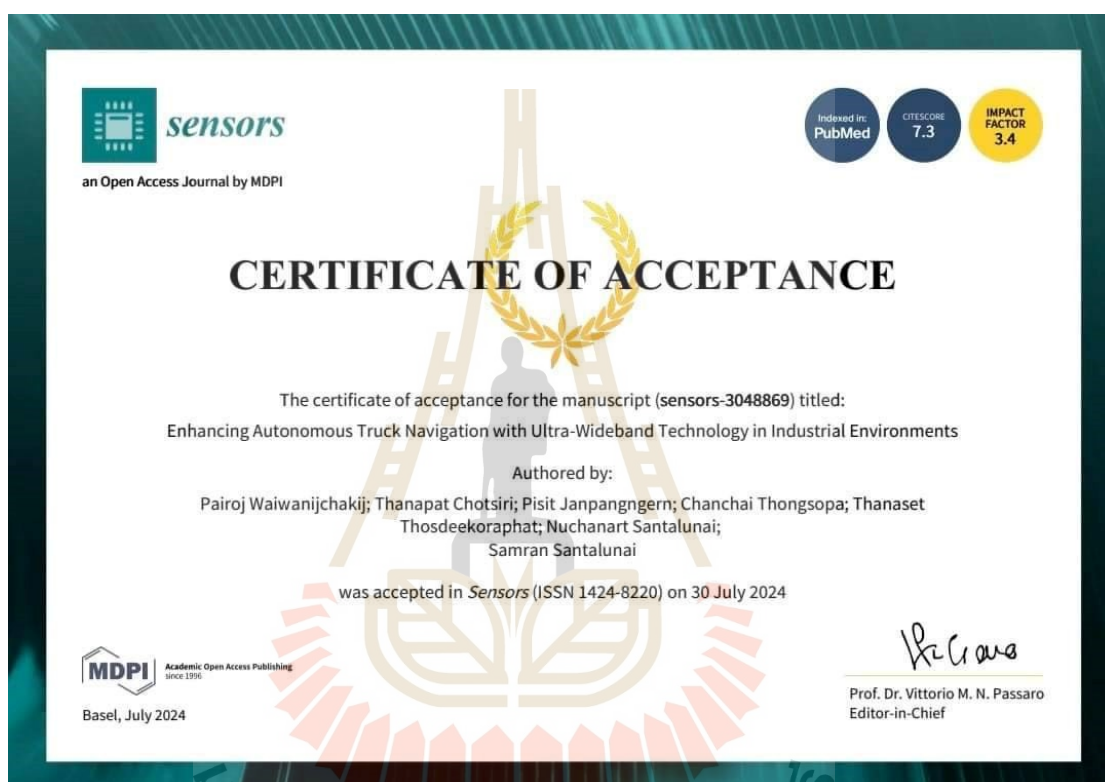 sensors
an Open Access Journal by MDPI
Indexed in:
PubMed
CITESCORE
7.3
IMPACT
FACTOR
3.4
CERTIFICATE OF ACCEPTANCE
The certificate of acceptance for the manuscript (sensors-3048869) titled:
Enhancing Autonomous Truck Navigation with Ultra-Wideband Technology in Industrial Environments
Authored by:
Pairoj Waiwanijchakij; Thanapat Chotsiri; Pisit Janpangngern; Chanchai Thongsopa; Thanaset
Thosdeekoraphat; Nuchanart Santalunai;
Samran Santalunai
was accepted in Sensors (ISSN 1424-8220) on 30 July 2024
MDPI
Academic Open Access Publishing
since 1996
Basel, July 2024
Prof. Dr. Vittorio M. N. Passaro
Editor-in-Chief